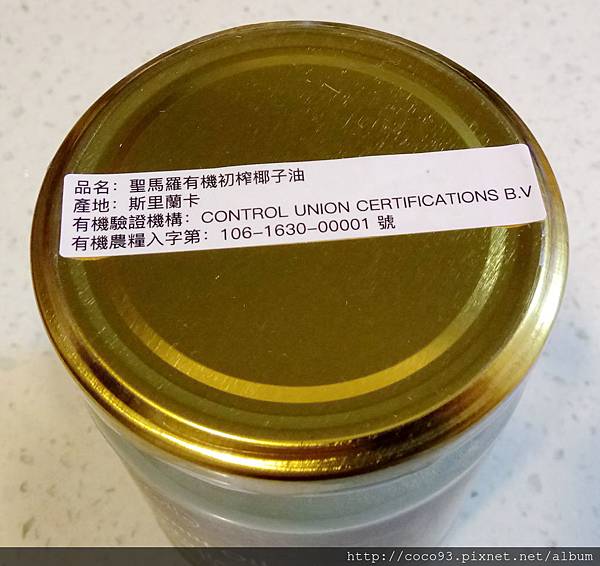 品名：聖馬羅有機初榨椰子油
產地：斯里蘭卡
有機驗證機構：CONTROL UNION CERTIFICATIONS B.V
有機農糧入字第：106-1630-00001 號
http://coco93.pixnet.net/album